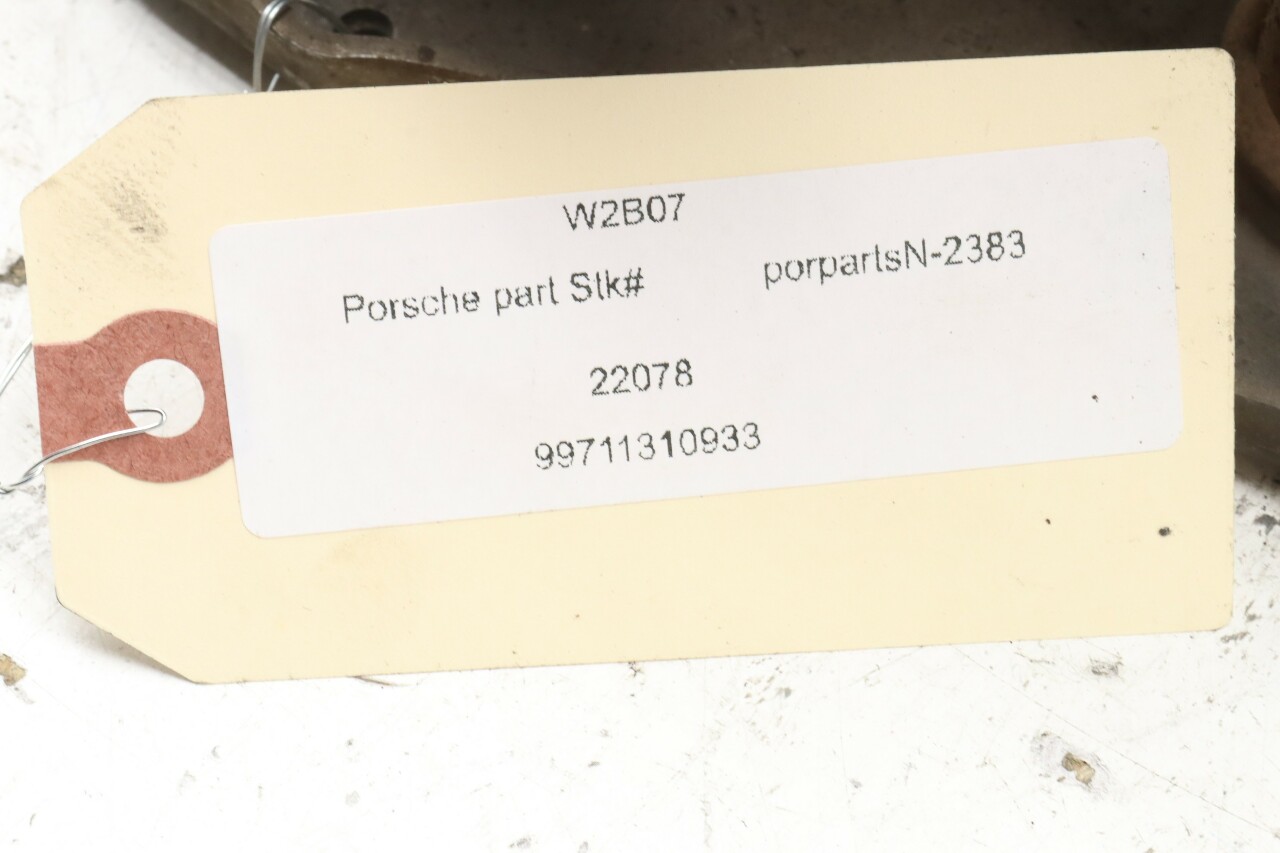 W2B07
Porsche part Stk# porpartsN-2383
22078
99711310933